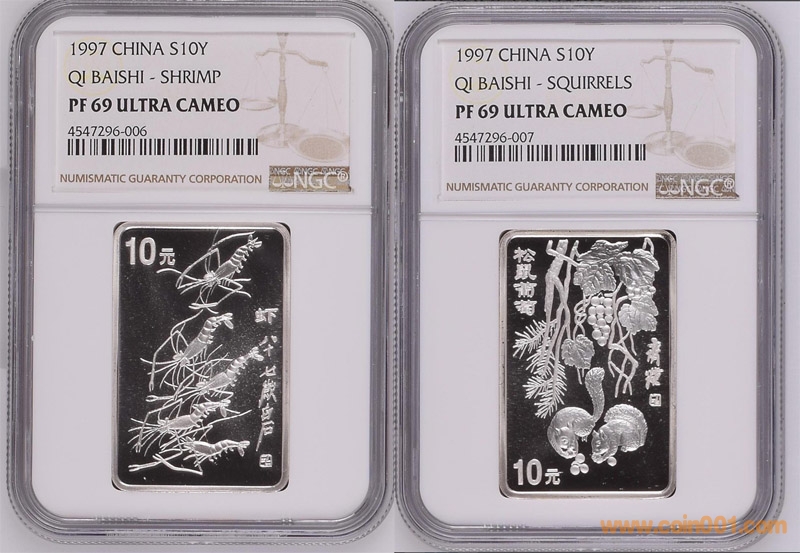 1997 CHINA S10Y
QI BAISHI - SHRIMP
PF 69 ULTRA CAMEO
4547296-006
NUMISMATIC GUARANTY CORPORATION
NGC®
10元
虾
八十七岁白石
1997 CHINA S10Y
QI BAISHI - SQUIRRELS
PF 69 ULTRA CAMEO
4547296-007
NUMISMATIC GUARANTY CORPORATION
NGC®
松鼠葡萄
10元
www.coin001.com